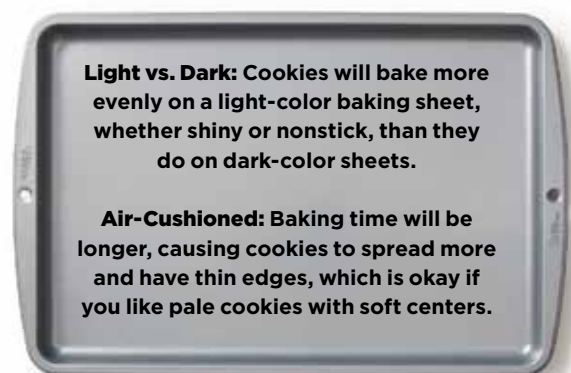 Light vs. Dark: Cookies will bake more
evenly on a light-color baking sheet,
whether shiny or nonstick, than they
do on dark-color sheets.
Air-Cushioned: Baking time will be
longer, causing cookies to spread more
and have thin edges, which is okay if
you like pale cookies with soft centers.